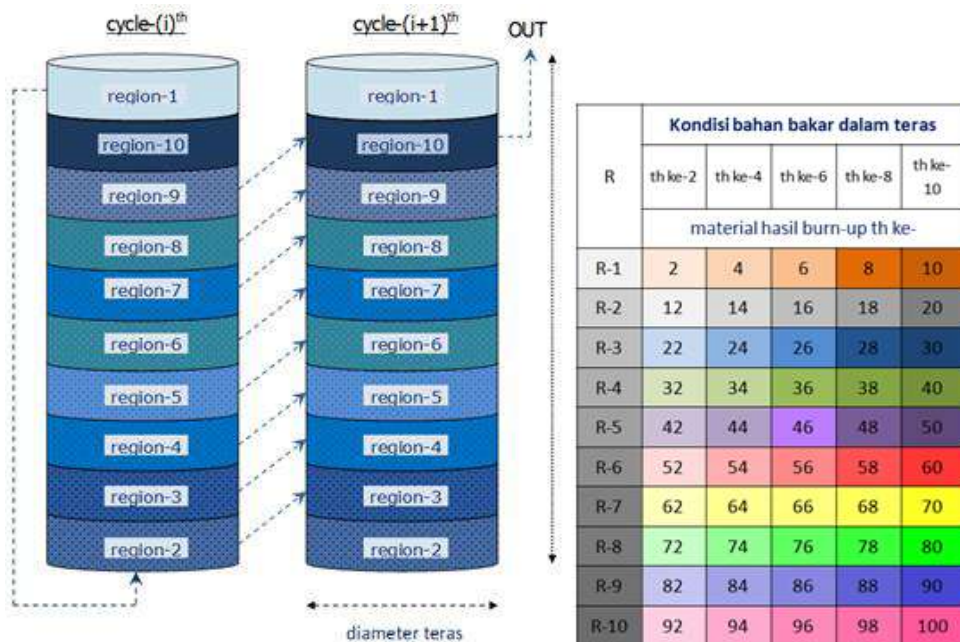 cycle-(i)th
cycle-(i+1)th
OUT
region-1
region-10
region-9
region-8
region-7
region-6
region-5
region-4
region-3
region-2
region-1
region-10
region-9
region-8
region-7
region-6
region-5
region-4
region-3
region-2
diameter teras
R
Kondisi bahan bakar dalam teras
th ke-2 th ke-4 th ke-6 th ke-8 th ke-
10
material hasil burn-up th ke-
R-1 2 4 6 8 10
R-2 12 14 16 18 20
R-3 22 24 26 28 30
R-4 32 34 36 38 40
R-5 42 44 46 48 50
R-6 52 54 56 58 60
R-7 62 64 66 68 70
R-8 72 74 76 78 80
R-9 82 84 86 88 90
R-10 92 94 96 98 100